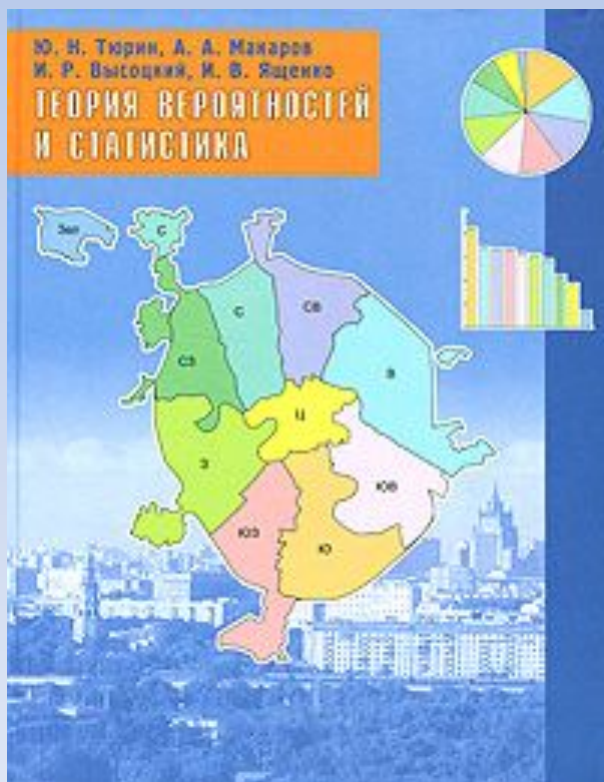 Ю. Н. Тюрин, А. А. Макаров
И. Р. Высоцкий, И. В. Ященко
ТЕОРИЯ ВЕРОЯТНОСТЕЙ
И СТАТИСТИКА
Зел
С
С
СВ
СЗ
В
Ц
З
ЮВ
ЮЗ
Ю